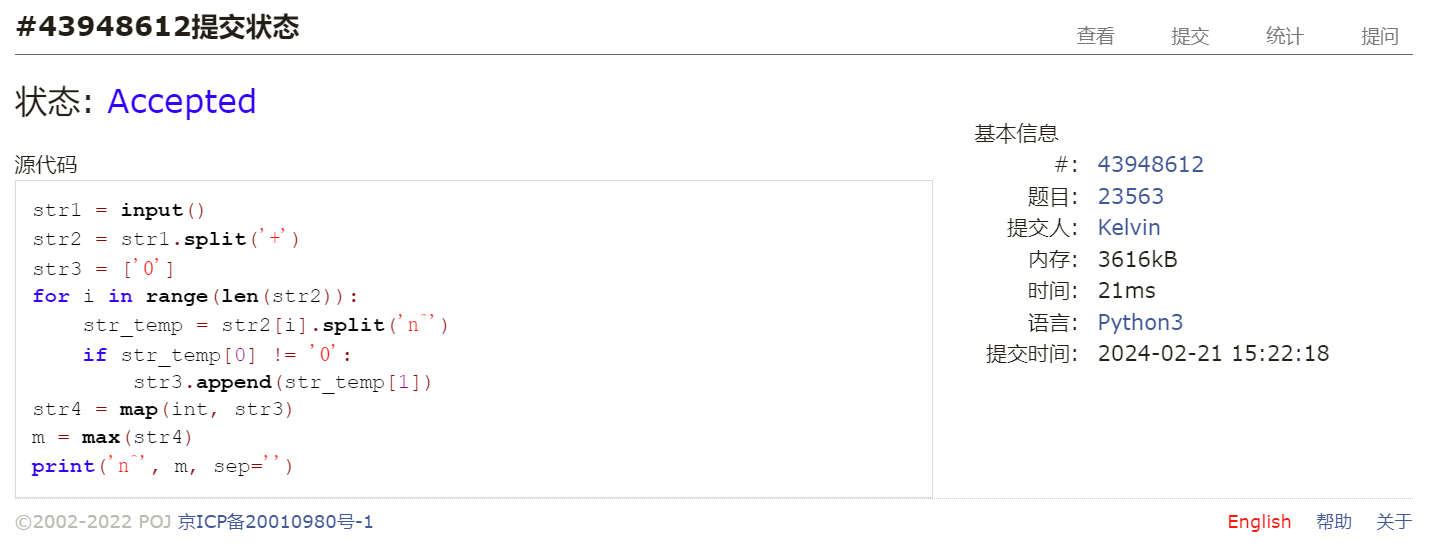 #43948612提交状态
查看 提交 统计 提问
状态: Accepted
源代码
str1 = input()
str2 = str1.split('+')
str3 = ['0']
for i in range(len(str2)):
    str_temp = str2[i].split('n^')
    if str_temp[0] != '0':
        str3.append(str_temp[1])
str4 = map(int, str3)
m = max(str4)
print('n^', m, sep='')
基本信息
#: 43948612
题目: 23563
提交人: Kelvin
内存: 3616kB
时间: 21ms
语言: Python3
提交时间: 2024-02-21 15:22:18
©2002-2022 POJ 京ICP备20010980号-1
English 帮助 关于